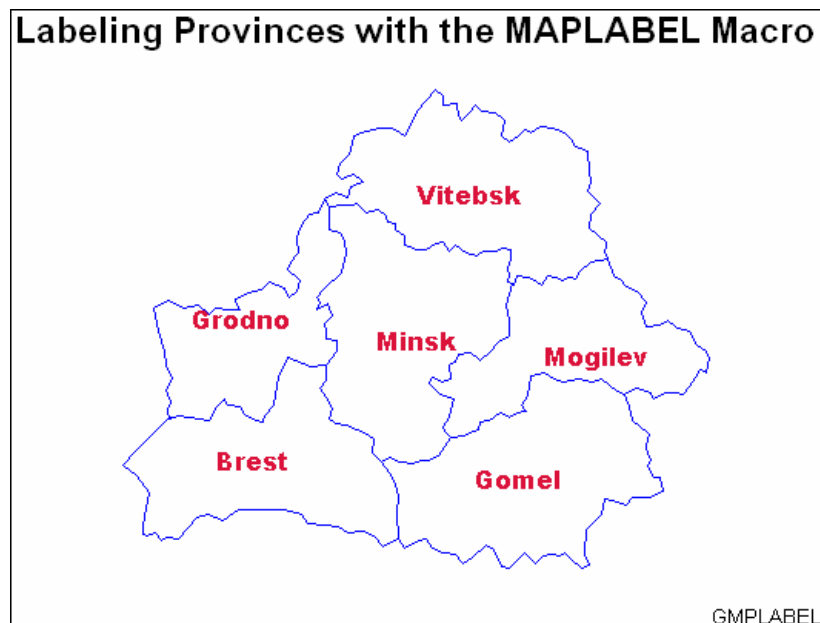 Labeling Provinces with the MAPLABEL Macro
Vitebsk
Grodno
Minsk
Mogilev
Brest
Gomel
GMPLABEL